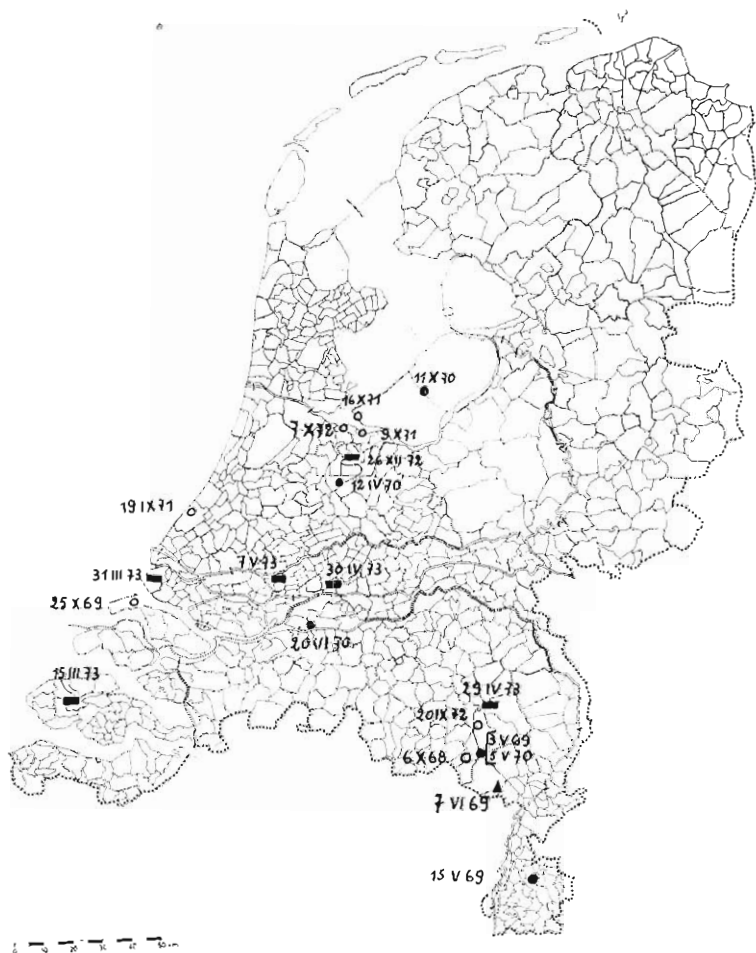 11 X 70
16 X 71
7 X 72
9 X 71
26 XII 72
12 IV 70
19 IX 71
31 III 73
7 V 73
30 IV 73
25 X 69
20 VI 70
15 III 73
29 IV 73
20 IX 72
3 V 69
5 V 70
6 X 68
7 VI 69
15 V 69